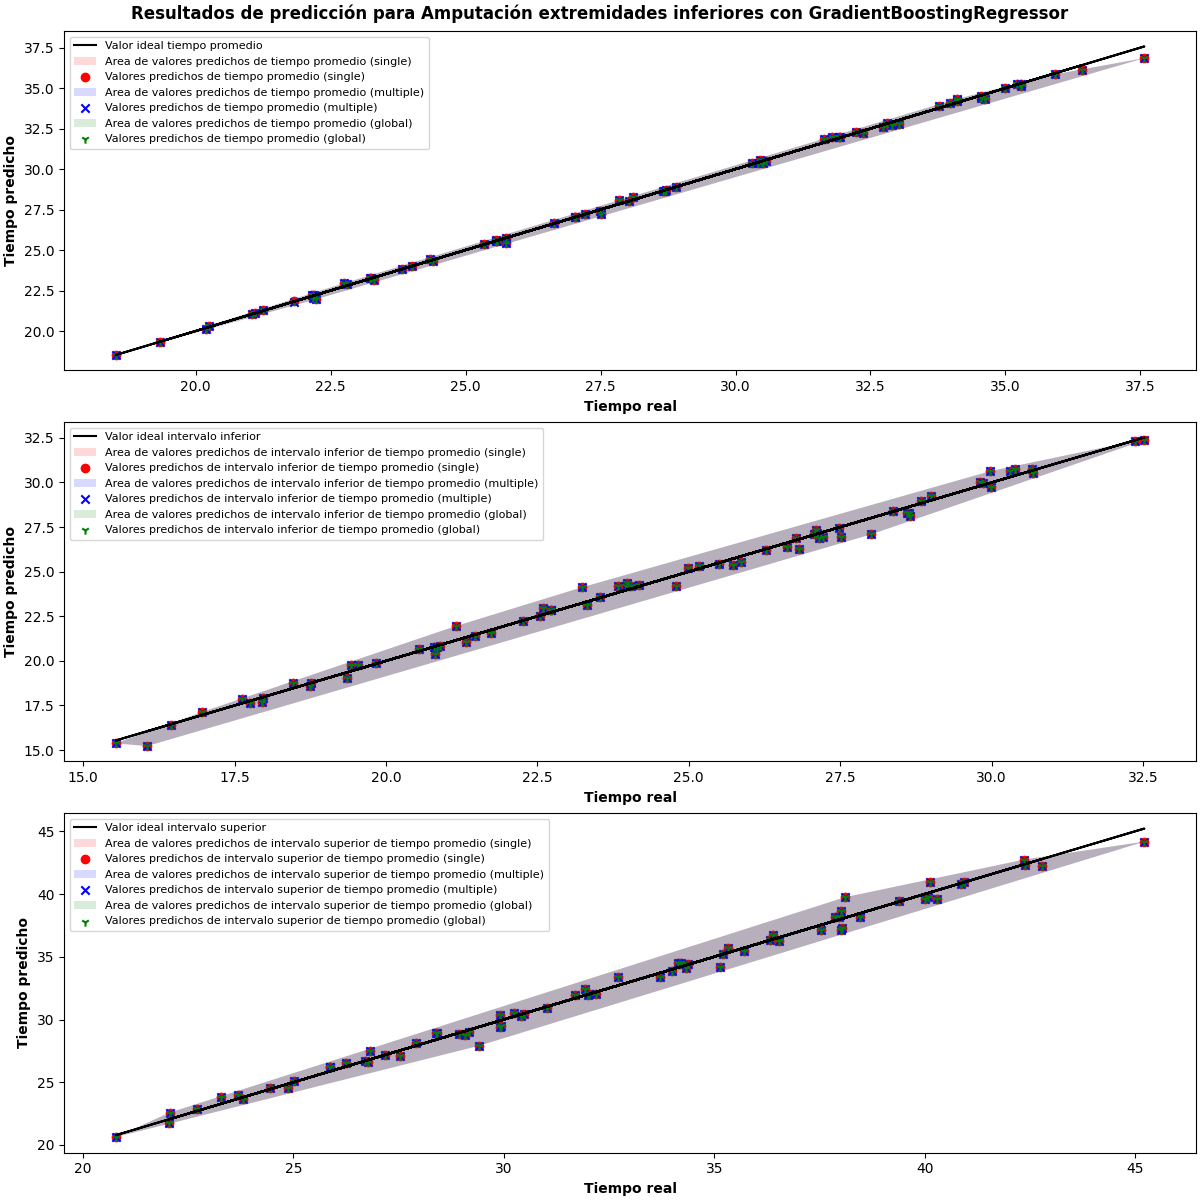 Resultados de predicción para Amputación extremidades inferiores con GradientBoostingRegressor
Valor ideal tiempo promedio
Area de valores predichos de tiempo promedio (single)
Valores predichos de tiempo promedio (single)
Area de valores predichos de tiempo promedio (multiple)
Valores predichos de tiempo promedio (multiple)
Area de valores predichos de tiempo promedio (global)
Valores predichos de tiempo promedio (global)
Tiempo predicho
37.5
35.0
32.5
30.0
27.5
25.0
22.5
20.0
20.0 22.5 25.0 27.5 30.0 32.5 35.0 37.5
Tiempo real
Valor ideal intervalo inferior
Area de valores predichos de intervalo inferior de tiempo promedio (single)
Valores predichos de intervalo inferior de tiempo promedio (single)
Area de valores predichos de intervalo inferior de tiempo promedio (multiple)
Valores predichos de intervalo inferior de tiempo promedio (multiple)
Area de valores predichos de intervalo inferior de tiempo promedio (global)
Valores predichos de intervalo inferior de tiempo promedio (global)
Tiempo predicho
32.5
30.0
27.5
25.0
22.5
20.0
17.5
15.0
15.0 17.5 20.0 22.5 25.0 27.5 30.0 32.5
Tiempo real
Valor ideal intervalo superior
Area de valores predichos de intervalo superior de tiempo promedio (single)
Valores predichos de intervalo superior de tiempo promedio (single)
Area de valores predichos de intervalo superior de tiempo promedio (multiple)
Valores predichos de intervalo superior de tiempo promedio (multiple)
Area de valores predichos de intervalo superior de tiempo promedio (global)
Valores predichos de intervalo superior de tiempo promedio (global)
Tiempo predicho
45
40
35
30
25
20
20 25 30 35 40 45
Tiempo real